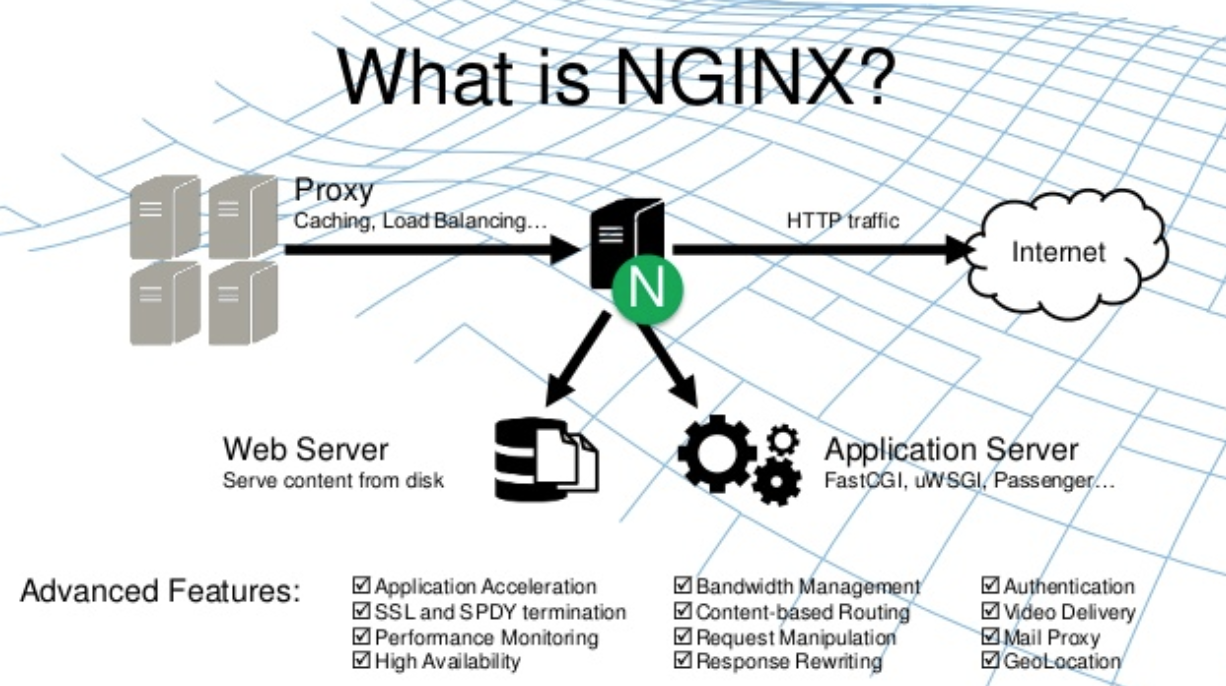 What is NGINX?
Proxy
Caching, Load Balancing...
HTTP traffic
Internet
N
Web Server
Serve content from disk
Application Server
FastCGI, uWSGI, Passenger...
Advanced Features:
☑ Application Acceleration
☑ SSL and SPDY termination
☑ Performance Monitoring
☑ High Availability
☑ Bandwidth Management
☑ Content-based Routing
☑ Request Manipulation
☑ Response Rewriting
☑ Authentication
☑ Video Delivery
☑ Mail Proxy
☑ GeoLocation